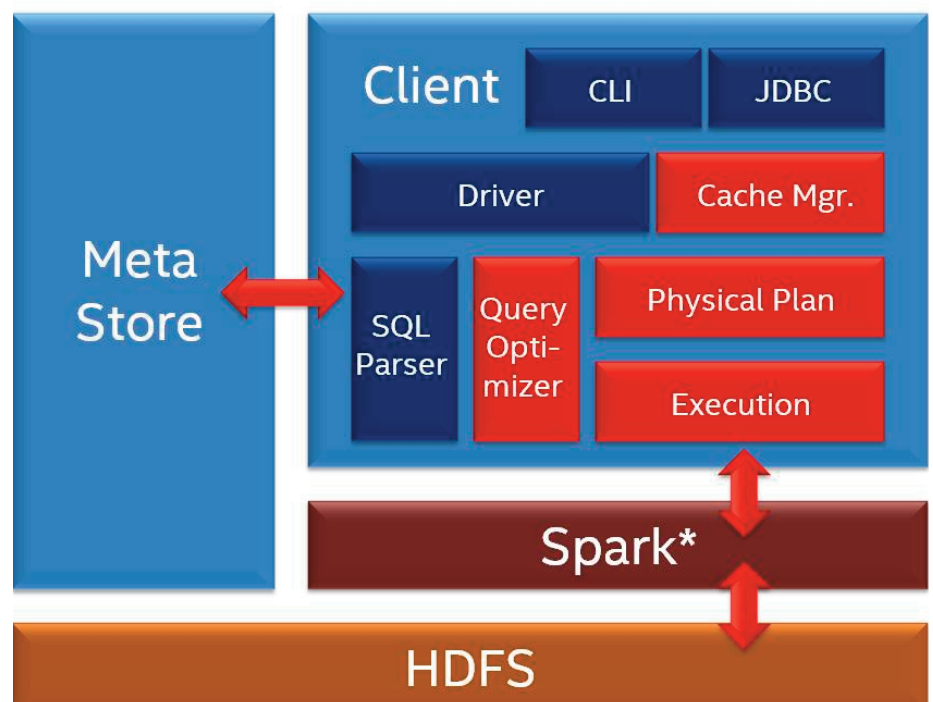 Client
CLI
JDBC
Driver
Cache Mgr.
Meta
Store
SQL
Parser
Query
Opti-
mizer
Physical Plan
Execution
Spark*
HDFS